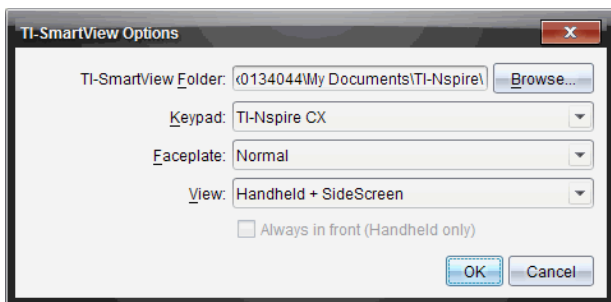 TI-SmartView Options
TI-SmartView Folder: x0134044\My Documents\TI-Nspire\ Browse...
Keypad: TI-Nspire CX
Faceplate: Normal
View: Handheld + SideScreen
Always in front (Handheld only)
OK Cancel